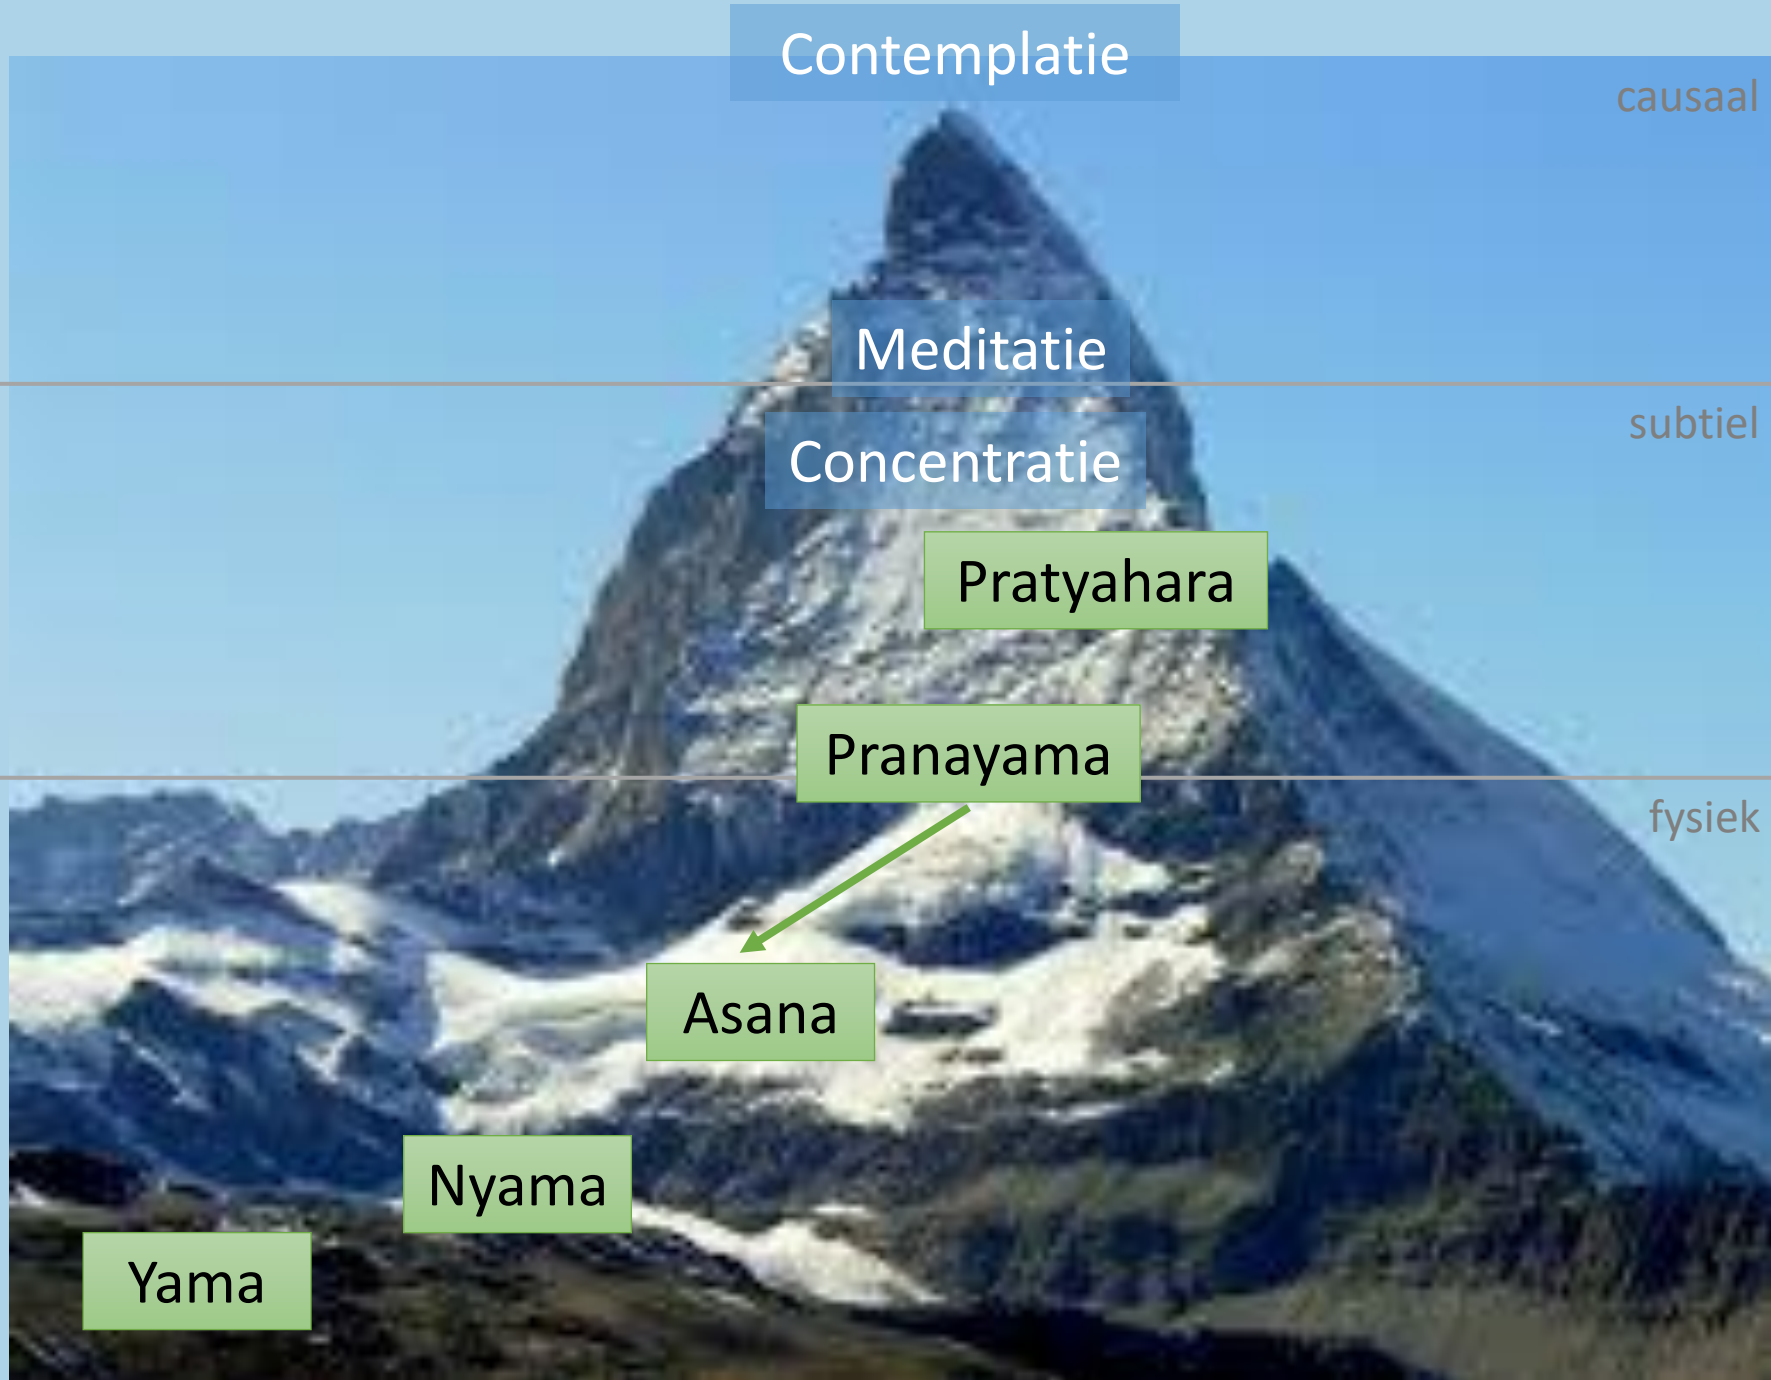 Contemplatie
causaal
Meditatie
subtiel
Concentratie
Pratyahara
Pranayama
fysiek
Asana
Nyama
Yama